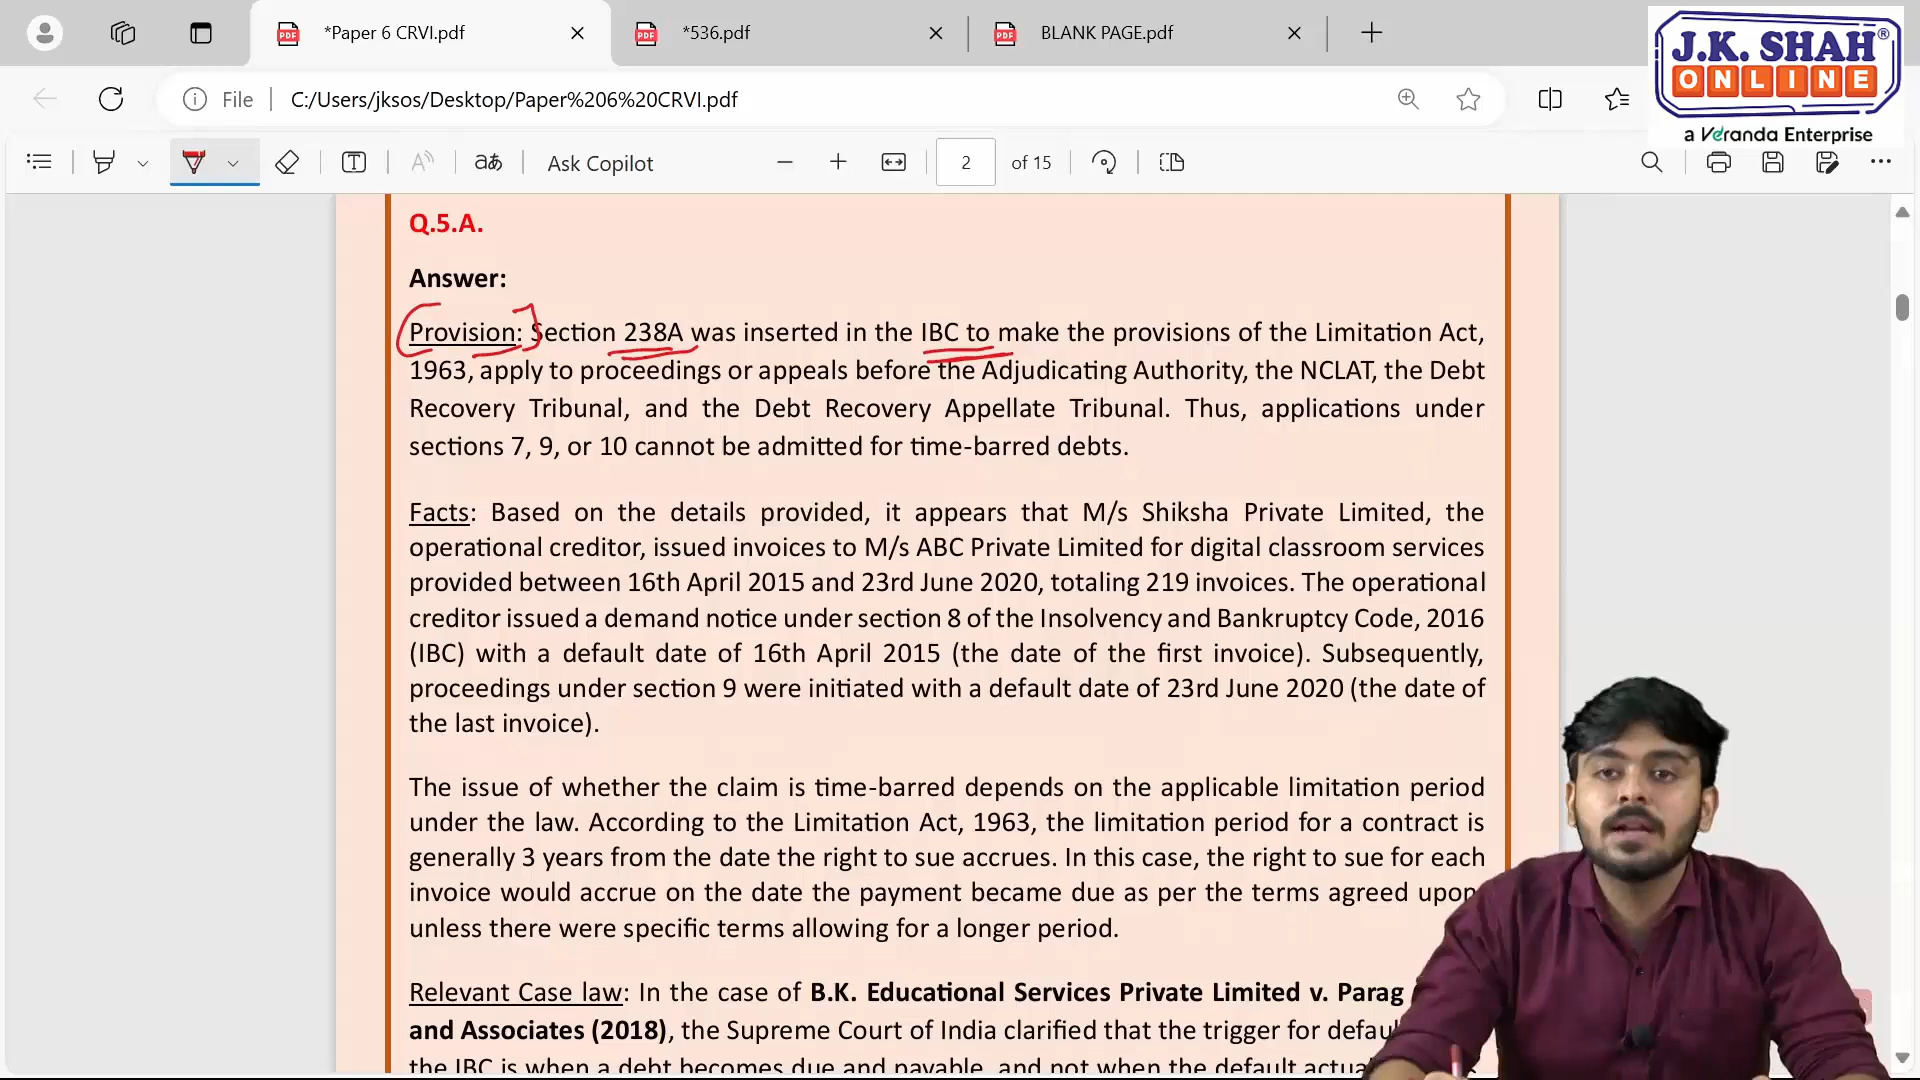 *Paper 6 CRVI.pdf
*536.pdf
BLANK PAGE.pdf
J.K. SHAH®
ONLINE
a Veranda Enterprise
File
C:/Users/jksos/Desktop/Paper%206%20CRVI.pdf
Ask Copilot
2 of 15
Q.5.A.
Answer:
Provision: Section 238A was inserted in the IBC to make the provisions of the Limitation Act,
1963, apply to proceedings or appeals before the Adjudicating Authority, the NCLAT, the Debt
Recovery Tribunal, and the Debt Recovery Appellate Tribunal. Thus, applications under
sections 7, 9, or 10 cannot be admitted for time-barred debts.
Facts: Based on the details provided, it appears that M/s Shiksha Private Limited, the
operational creditor, issued invoices to M/s ABC Private Limited for digital classroom services
provided between 16th April 2015 and 23rd June 2020, totaling 219 invoices. The operational
creditor issued a demand notice under section 8 of the Insolvency and Bankruptcy Code, 2016
(IBC) with a default date of 16th April 2015 (the date of the first invoice). Subsequently,
proceedings under section 9 were initiated with a default date of 23rd June 2020 (the date of
the last invoice).
The issue of whether the claim is time-barred depends on the applicable limitation period
under the law. According to the Limitation Act, 1963, the limitation period for a contract is
generally 3 years from the date the right to sue accrues. In this case, the right to sue for each
invoice would accrue on the date the payment became due as per the terms agreed upon
unless there were specific terms allowing for a longer period.
Relevant Case law: In the case of B.K. Educational Services Private Limited v. Parag
and Associates (2018), the Supreme Court of India clarified that the trigger for
the IBC is when a debt becomes due and payable, and not when the default